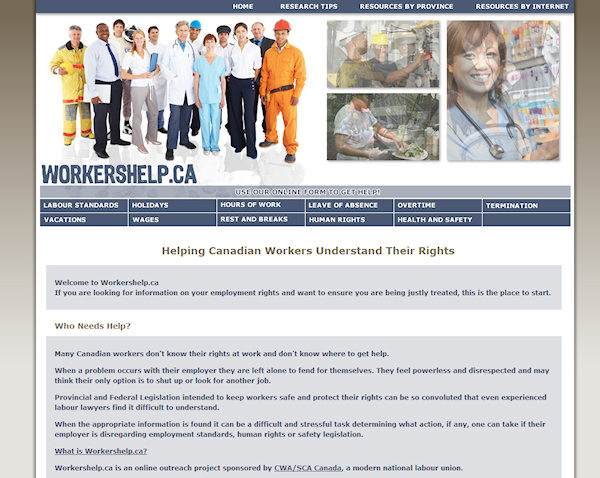 HOME RESEARCH TIPS RESOURCES BY PROVINCE RESOURCES BY INTERNET
WORKERSHELP.CA
USE OUR ONLINE FORM TO GET HELP!
LABOUR STANDARDS HOLIDAYS HOURS OF WORK LEAVE OF ABSENCE OVERTIME TERMINATION
VACATIONS WAGES REST AND BREAKS HUMAN RIGHTS HEALTH AND SAFETY
Helping Canadian Workers Understand Their Rights
Welcome to Workershelp.ca
If you are looking for information on your employment rights and want to ensure you are being justly treated, this is the place to start.
Who Needs Help?
Many Canadian workers don't know their rights at work and don't know where to get help.
When a problem occurs with their employer they are left alone to fend for themselves. They feel powerless and disrespected and may
think their only option is to shut up or look for another job.
Provincial and Federal Legislation intended to keep workers safe and protect their rights can be so convoluted that even experienced
labour lawyers find it difficult to understand.
When the appropriate information is found it can be a difficult and stressful task determining what action, if any, one can take if their
employer is disregarding employment standards, human rights or safety legislation.
What is Workershelp.ca?
Workershelp.ca is an online outreach project sponsored by CWA/SCA Canada, a modern national labour union.